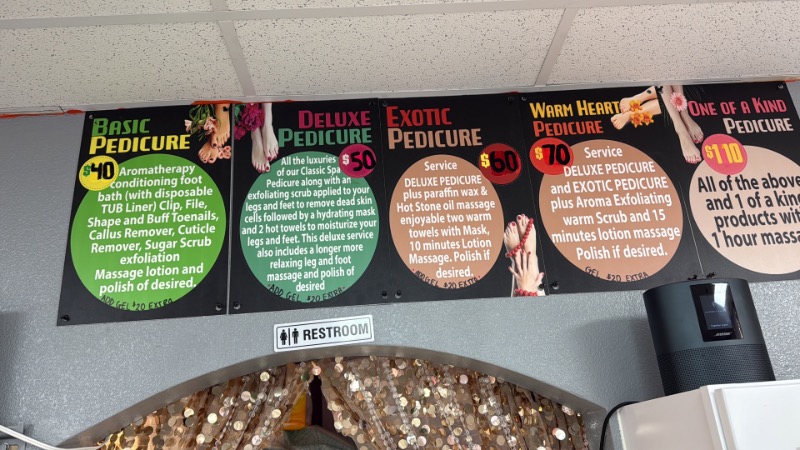 BASIC
PEDICURE
$40
Aromatherapy
conditioning foot
bath (with disposable
TUB Liner) Clip, File,
Shape and Buff Toenails,
Callus Remover, Cuticle
Remover, Sugar Scrub
exfoliation
Massage lotion and
polish of desired.
ADD GEL $20 EXTRA
DELUXE
PEDICURE
$50
All the luxuries
of our Classic Spa
Pedicure along with an
exfoliating scrub applied to your
legs and feet to remove dead skin
cells followed by a hydrating mask
and 2 hot towels to moisturize your
legs and feet. This deluxe service
also includes a longer more
relaxing leg and foot
massage and polish of
desired
ADD GEL $20 EXTRA
EXOTIC
PEDICURE
$60
Service
DELUXE PEDICURE
plus paraffin wax &
Hot Stone oil massage
enjoyable two warm
towels with Mask,
10 minutes Lotion
Massage. Polish if
desired.
ADD GEL $20 EXTRA
WARM HEART
PEDICURE
$70
Service
DELUXE PEDICURE
and EXOTIC PEDICURE
plus Aroma Exfoliating
warm Scrub and 15
minutes lotion massage
Polish if desired.
GEL $20 EXTRA
ONE OF A KIND
PEDICURE
$110
All of the above
and 1 of a kind
products with
1 hour massa
RESTROOM